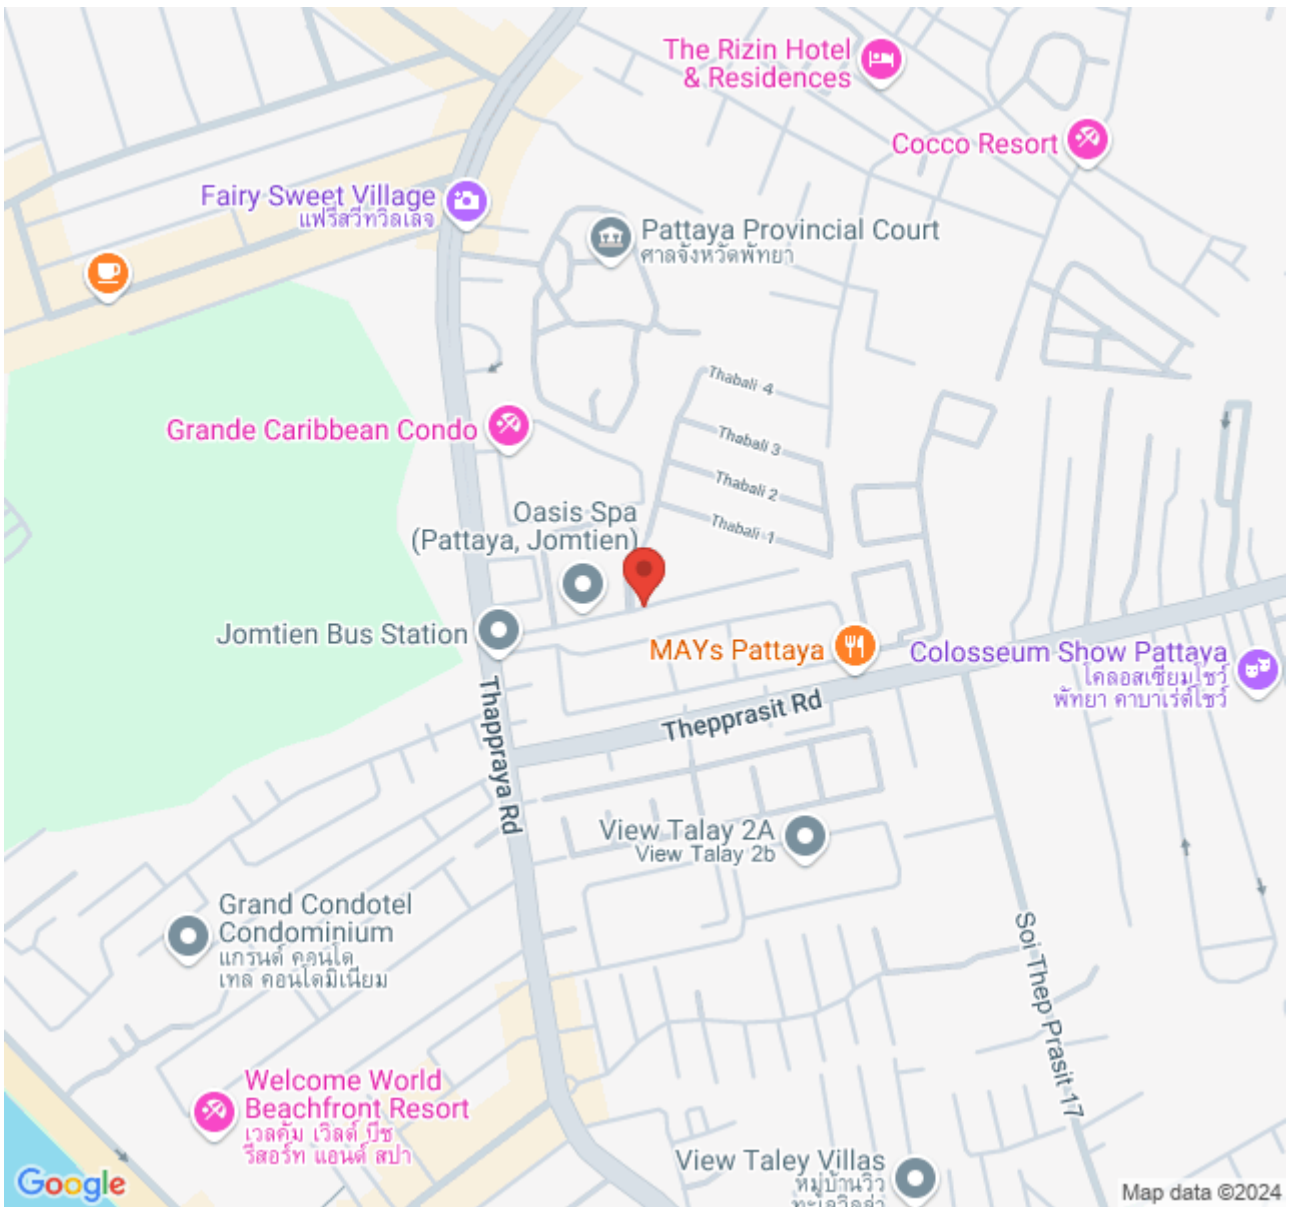 The Rizin Hotel
& Residences
Cocco Resort
Fairy Sweet Village
แฟรี่สวีทวิลเลจ
Pattaya Provincial Court
ศาลจังหวัดพัทยา
Thabali 4
Grande Caribbean Condo
Thabali 3
Thabali 2
Oasis Spa
(Pattaya, Jomtien)
Thabali 1
Jomtien Bus Station
MAYs Pattaya
Colosseum Show Pattaya
โคลอสเซียมโชว์
พัทยา คาบาเร่ต์โชว์
Thepprasit Rd
Thappraya Rd
View Talay 2A
View Talay 2b
Grand Condotel
Condominium
แกรนด์ คอนโด
เทล คอนโดมิเนียม
Soi Thep Prasit 17
Welcome World
Beachfront Resort
เวลคัม เวิลด์ บีช
รีสอร์ท แอนด์ สปา
View Taley Villas
หมู่บ้านวิว
ทะเลวิลล่า
Google
Map data ©2024